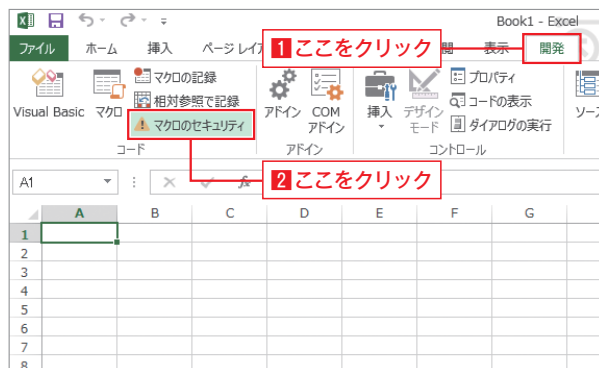 Book1 - Excel
ファイル ホーム 挿入 ページ レイ 表示 開発
1 ここをクリック
Visual Basic
マクロ
マクロの記録
相対参照で記録
マクロのセキュリティ
コード
アドイン
COM
アドイン
アドイン
挿入
デザイン
モード
プロパティ
コードの表示
ダイアログの実行
コントロール
2 ここをクリック
A1
fx
A B C D E F G
1
2
3
4
5
6
7
8